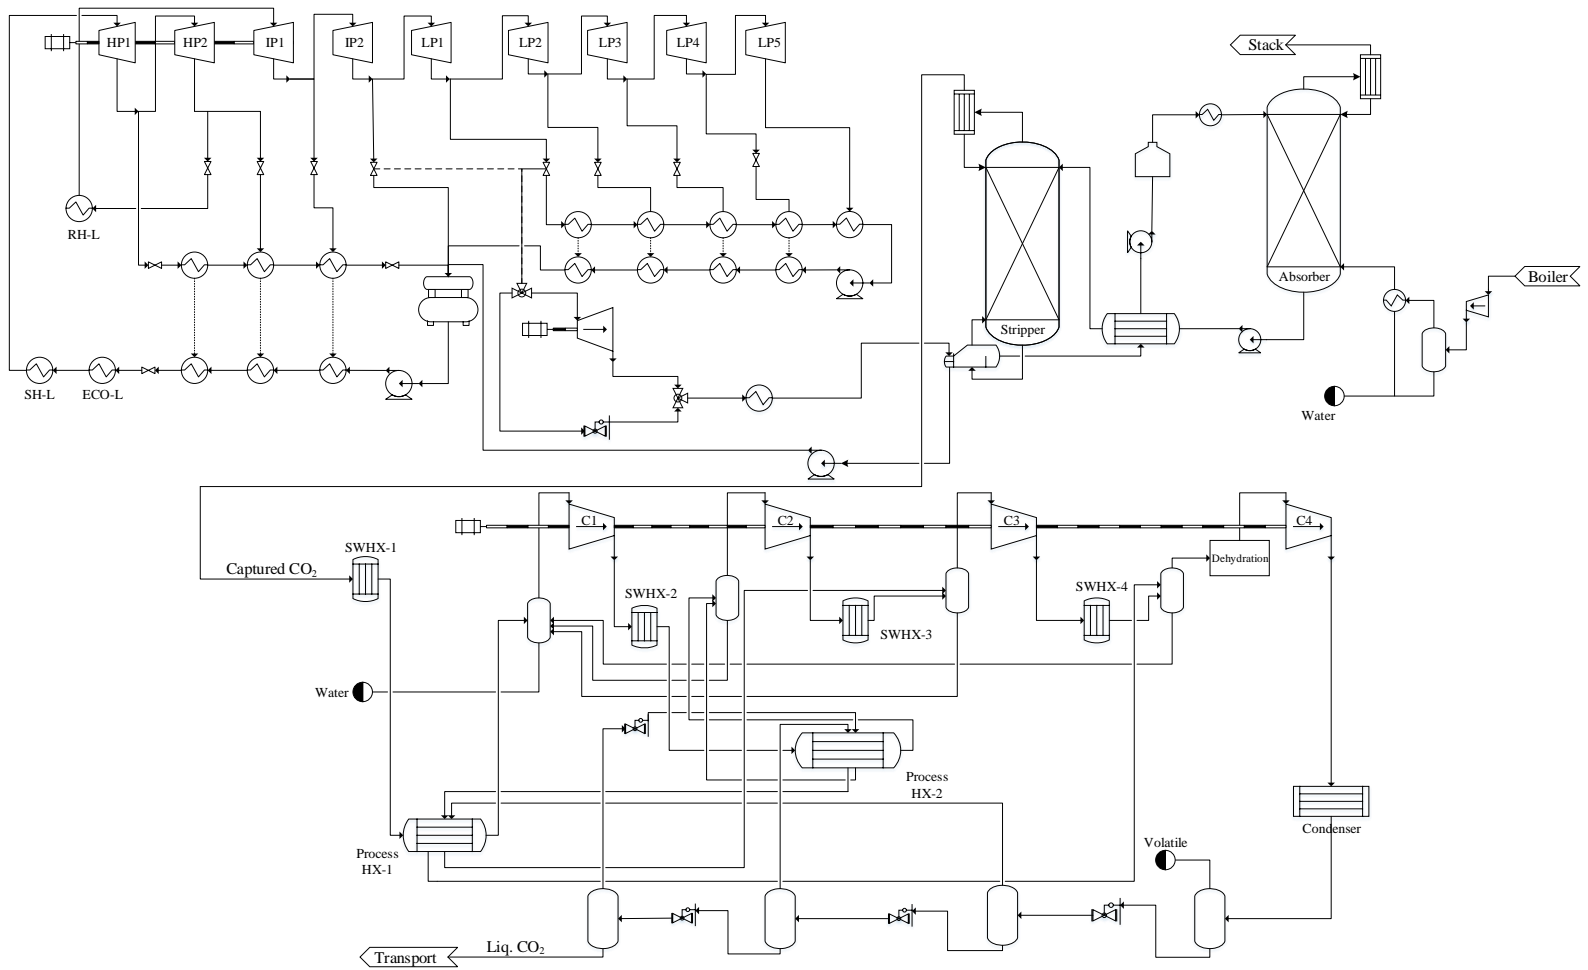 HP1
HP2
IP1
IP2
LP1
LP2
LP3
LP4
LP5
Stack
RH-L
Absorber
Boiler
Stripper
SH-L
ECO-L
Water
C1
C2
C3
C4
SWHX-1
Captured CO2
Dehydration
SWHX-2
SWHX-4
SWHX-3
Water
Process
HX-2
Condenser
Process
HX-1
Volatile
Liq. CO2
Transport